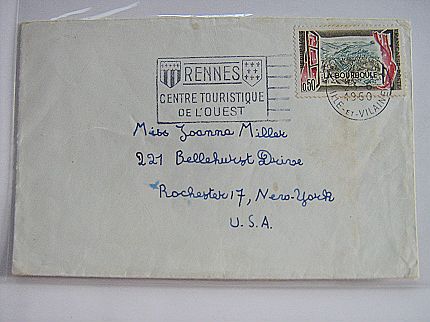 RENNES
CENTRE TOURISTIQUE
DE L'OUEST
LA BOURBOULE
0,50
1960
ILLE-ET-VILAINE
Miss Joanna Miller
221 Bellehurst Drive
Rochester 17, New-York
U.S.A.